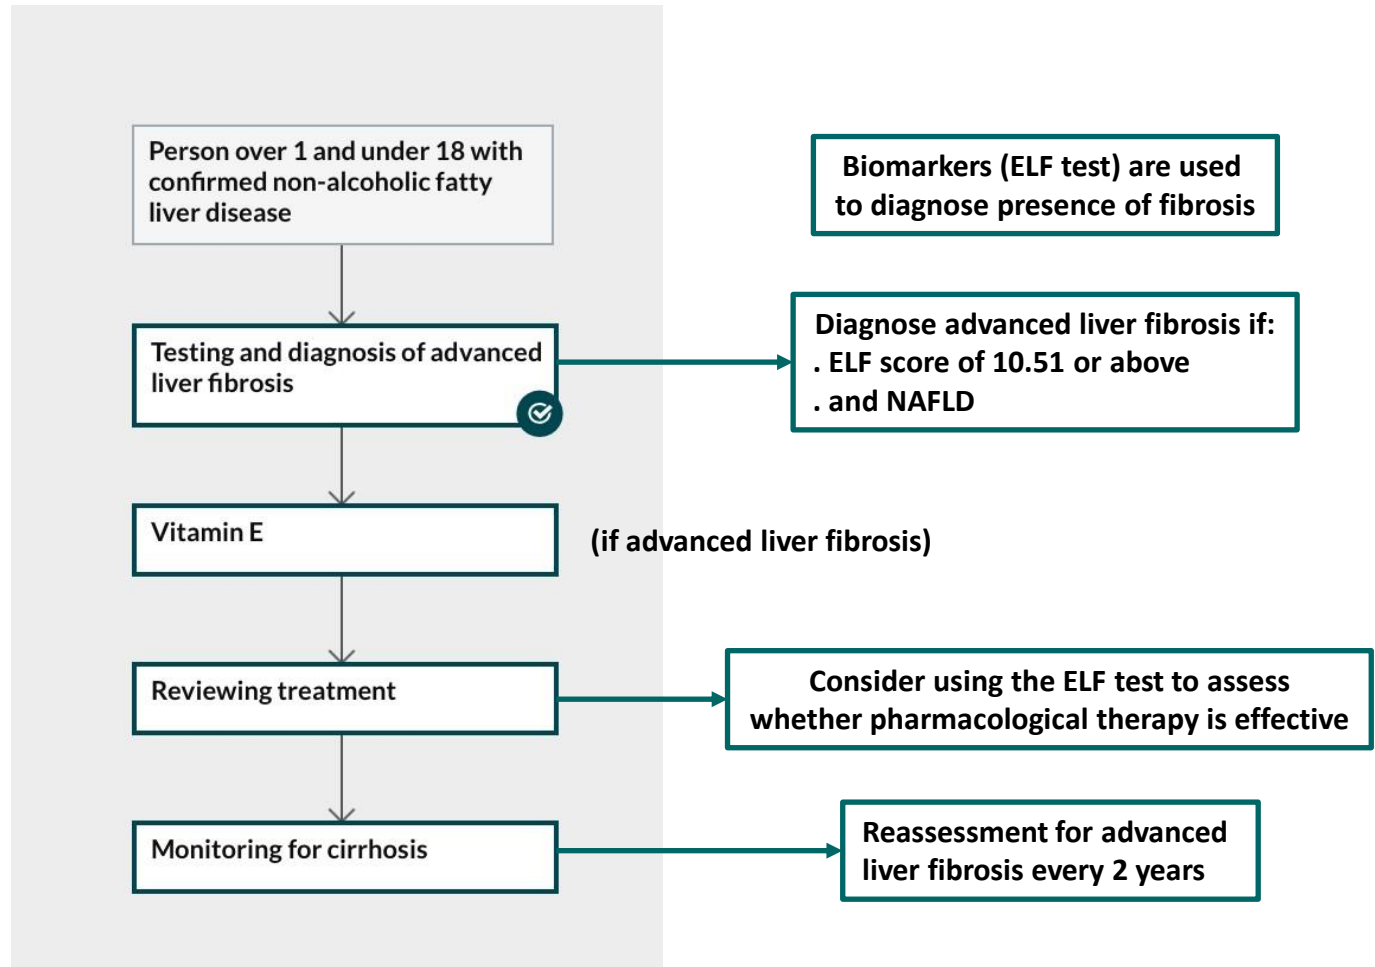 Person over 1 and under 18 with
confirmed non-alcoholic fatty
liver disease
Biomarkers (ELF test) are used
to diagnose presence of fibrosis
Testing and diagnosis of advanced
liver fibrosis
Diagnose advanced liver fibrosis if:
. ELF score of 10.51 or above
. and NAFLD
Vitamin E
(if advanced liver fibrosis)
Reviewing treatment
Consider using the ELF test to assess
whether pharmacological therapy is effective
Monitoring for cirrhosis
Reassessment for advanced
liver fibrosis every 2 years